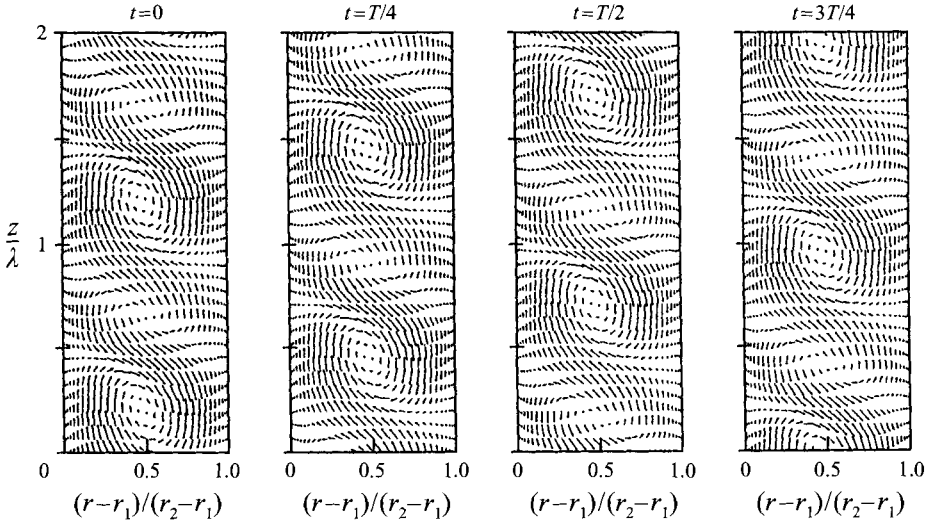 t=0 t=T/4 t=T/2 t=3T/4
2
z/λ
1
0 0.5 1.0 0 0.5 1.0 0 0.5 1.0 0 0.5 1.0
(r−r₁)/(r₂−r₁) (r−r₁)/(r₂−r₁) (r−r₁)/(r₂−r₁) (r−r₁)/(r₂−r₁)